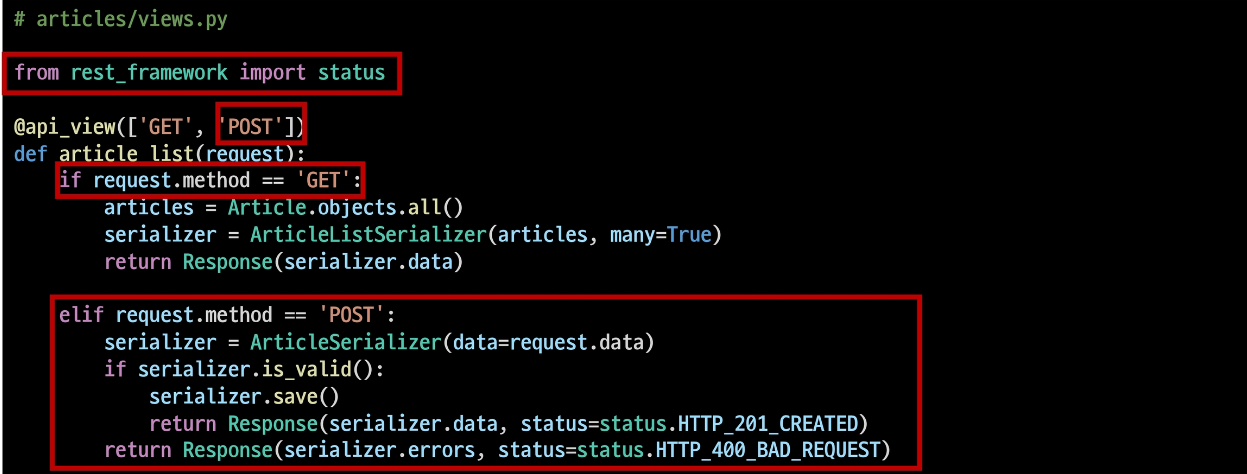 # articles/views.py
from rest_framework import status
@api_view(['GET', 'POST'])
def article_list(request):
if request.method == 'GET':
articles = Article.objects.all()
serializer = ArticleListSerializer(articles, many=True)
return Response(serializer.data)
elif request.method == 'POST':
serializer = ArticleSerializer(data=request.data)
if serializer.is_valid():
serializer.save()
return Response(serializer.data, status=status.HTTP_201_CREATED)
return Response(serializer.errors, status=status.HTTP_400_BAD_REQUEST)